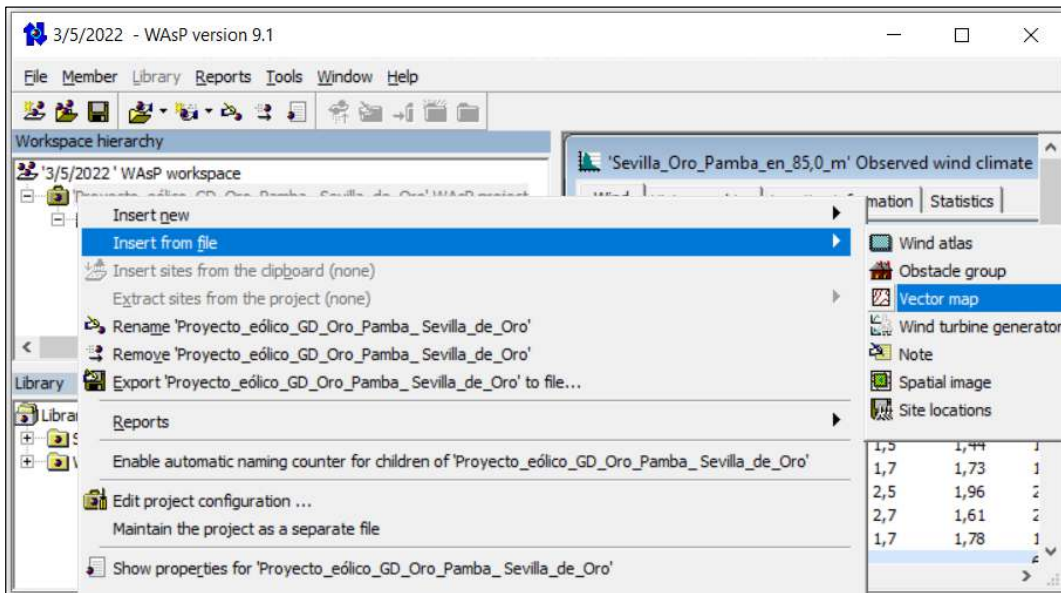 3/5/2022 - WAsP version 9.1
File Member Library Reports Tools Window Help
Workspace hierarchy
'3/5/2022 ' WAsP workspace
'Sevilla_Oro_Pamba_en_85,0_m' Observed wind climate
mation Statistics
Insert new
Insert from file
Insert sites from the clipboard (none)
Extract sites from the project (none)
Rename 'Proyecto_eólico_GD_Oro_Pamba_ Sevilla_de_Oro'
Remove 'Proyecto_eólico_GD_Oro_Pamba_ Sevilla_de_Oro'
Export 'Proyecto_eólico_GD_Oro_Pamba_ Sevilla_de_Oro' to file...
Reports
Enable automatic naming counter for children of 'Proyecto_eólico_GD_Oro_Pamba_ Sevilla_de_Oro'
Edit project configuration ...
Maintain the project as a separate file
Show properties for 'Proyecto_eólico_GD_Oro_Pamba_ Sevilla_de_Oro'
Wind atlas
Obstacle group
Vector map
Wind turbine generator
Note
Spatial image
Site locations
Library
1,7 1,73
2,5 1,96
2,7 1,61
1,7 1,78